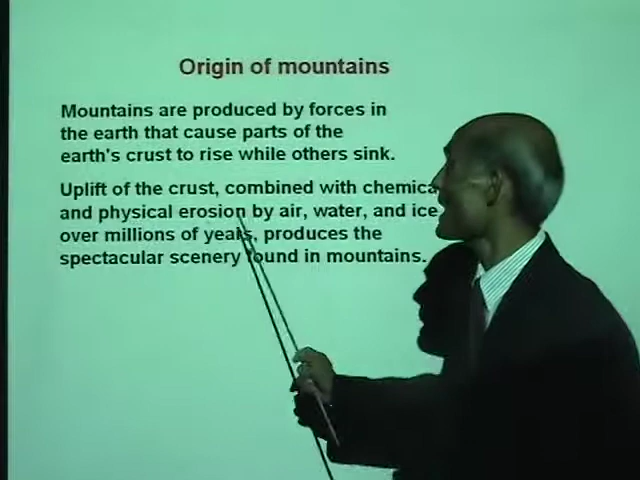 Origin of mountains
Mountains are produced by forces in
the earth that cause parts of the
earth's crust to rise while others sink.
Uplift of the crust, combined with chemica
and physical erosion by air, water, and ice
over millions of years, produces the
spectacular scenery found in mountains.